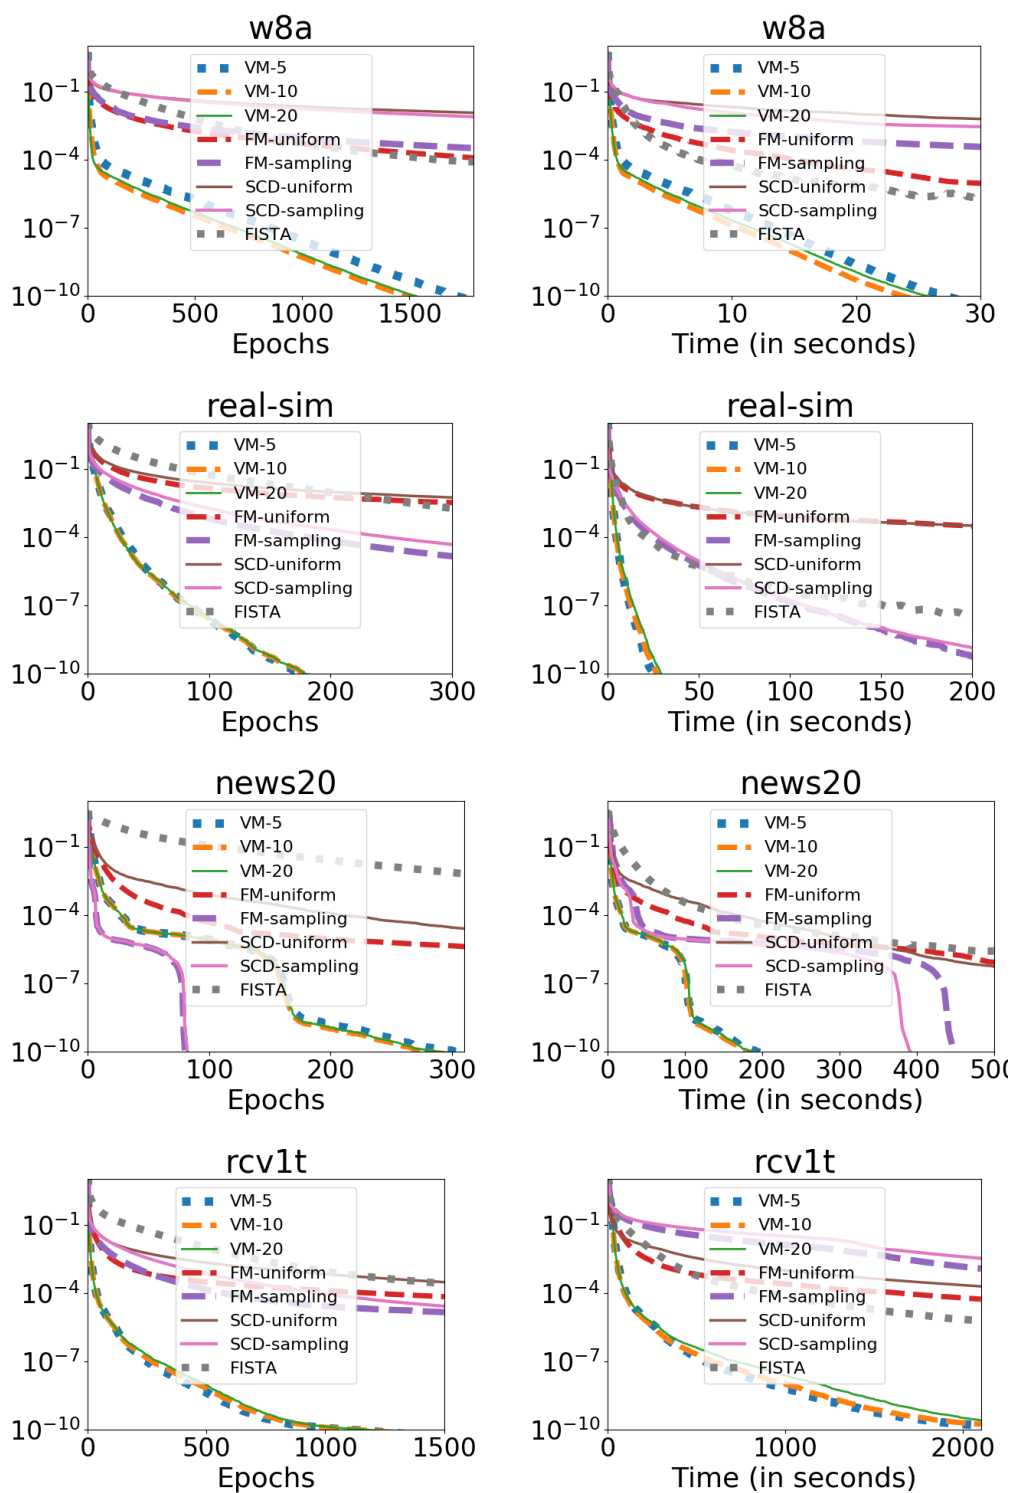 w8a
10⁻¹
10⁻⁴
10⁻⁷
10⁻¹⁰
VM-5
VM-10
VM-20
FM-uniform
FM-sampling
SCD-uniform
SCD-sampling
FISTA
0 500 1000 1500
Epochs
w8a
10⁻¹
10⁻⁴
10⁻⁷
10⁻¹⁰
VM-5
VM-10
VM-20
FM-uniform
FM-sampling
SCD-uniform
SCD-sampling
FISTA
0 10 20 30
Time (in seconds)
real-sim
10⁻¹
10⁻⁴
10⁻⁷
10⁻¹⁰
VM-5
VM-10
VM-20
FM-uniform
FM-sampling
SCD-uniform
SCD-sampling
FISTA
0 100 200 300
Epochs
real-sim
10⁻¹
10⁻⁴
10⁻⁷
10⁻¹⁰
VM-5
VM-10
VM-20
FM-uniform
FM-sampling
SCD-uniform
SCD-sampling
FISTA
0 50 100 150 200
Time (in seconds)
news20
10⁻¹
10⁻⁴
10⁻⁷
10⁻¹⁰
VM-5
VM-10
VM-20
FM-uniform
FM-sampling
SCD-uniform
SCD-sampling
FISTA
0 100 200 300
Epochs
news20
10⁻¹
10⁻⁴
10⁻⁷
10⁻¹⁰
VM-5
VM-10
VM-20
FM-uniform
FM-sampling
SCD-uniform
SCD-sampling
FISTA
0 100 200 300 400 500
Time (in seconds)
rcv1t
10⁻¹
10⁻⁴
10⁻⁷
10⁻¹⁰
VM-5
VM-10
VM-20
FM-uniform
FM-sampling
SCD-uniform
SCD-sampling
FISTA
0 500 1000 1500
Epochs
rcv1t
10⁻¹
10⁻⁴
10⁻⁷
10⁻¹⁰
VM-5
VM-10
VM-20
FM-uniform
FM-sampling
SCD-uniform
SCD-sampling
FISTA
0 1000 2000
Time (in seconds)